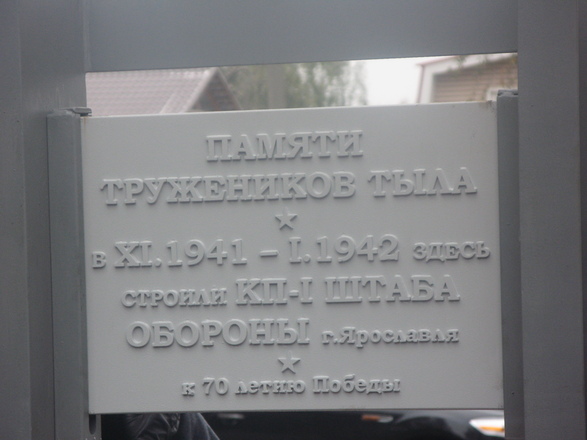 ПАМЯТИ
ТРУЖЕНИКОВ ТЫЛА
в XI.1941 - I.1942 здесь
строили КП-I ШТАБА
ОБОРОНЫ г.Ярославля
к 70 летию Победы